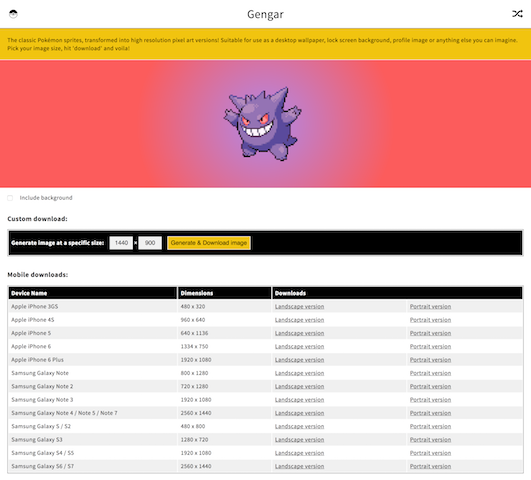 Gengar
The classic Pokémon sprites, transformed into high resolution pixel art versions! Suitable for use as a desktop wallpaper, lock screen background, profile image or anything else you can imagine.
Pick your image size, hit 'download' and voila!
Include background
Custom download:
Generate image at a specific size: 1440 × 900 Generate & Download image
Mobile downloads:
Device Name Dimensions Downloads
Apple iPhone 3GS 480 x 320 Landscape version Portrait version
Apple iPhone 4S 960 x 640 Landscape version Portrait version
Apple iPhone 5 640 x 1136 Landscape version Portrait version
Apple iPhone 6 1334 x 750 Landscape version Portrait version
Apple iPhone 6 Plus 1920 x 1080 Landscape version Portrait version
Samsung Galaxy Note 800 x 1280 Landscape version Portrait version
Samsung Galaxy Note 2 720 x 1280 Landscape version Portrait version
Samsung Galaxy Note 3 1920 x 1080 Landscape version Portrait version
Samsung Galaxy Note 4 / Note 5 / Note 7 2560 x 1440 Landscape version Portrait version
Samsung Galaxy S / S2 480 x 800 Landscape version Portrait version
Samsung Galaxy S3 1280 x 720 Landscape version Portrait version
Samsung Galaxy S4 / S5 1920 x 1080 Landscape version Portrait version
Samsung Galaxy S6 / S7 2560 x 1440 Landscape version Portrait version